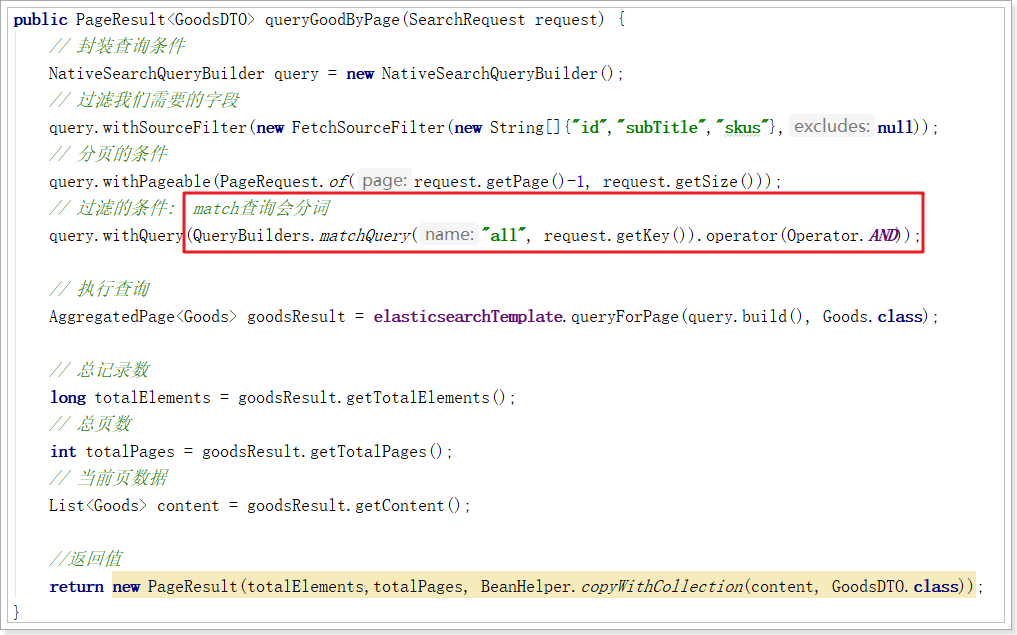 public PageResult<GoodsDTO> queryGoodByPage(SearchRequest request) {
// 封装查询条件
NativeSearchQueryBuilder query = new NativeSearchQueryBuilder();
// 过滤我们需要的字段
query.withSourceFilter(new FetchSourceFilter(new String[]{"id","subTitle","skus"}, excludes: null));
// 分页的条件
query.withPageable(PageRequest.of( page: request.getPage()-1, request.getSize()));
// 过滤的条件: match查询会分词
query.withQuery(QueryBuilders.matchQuery( name: "all", request.getKey()).operator(Operator.AND));
// 执行查询
AggregatedPage<Goods> goodsResult = elasticsearchTemplate.queryForPage(query.build(), Goods.class);
// 总记录数
long totalElements = goodsResult.getTotalElements();
// 总页数
int totalPages = goodsResult.getTotalPages();
// 当前页数据
List<Goods> content = goodsResult.getContent();
//返回值
return new PageResult(totalElements,totalPages, BeanHelper.copyWithCollection(content, GoodsDTO.class));
}